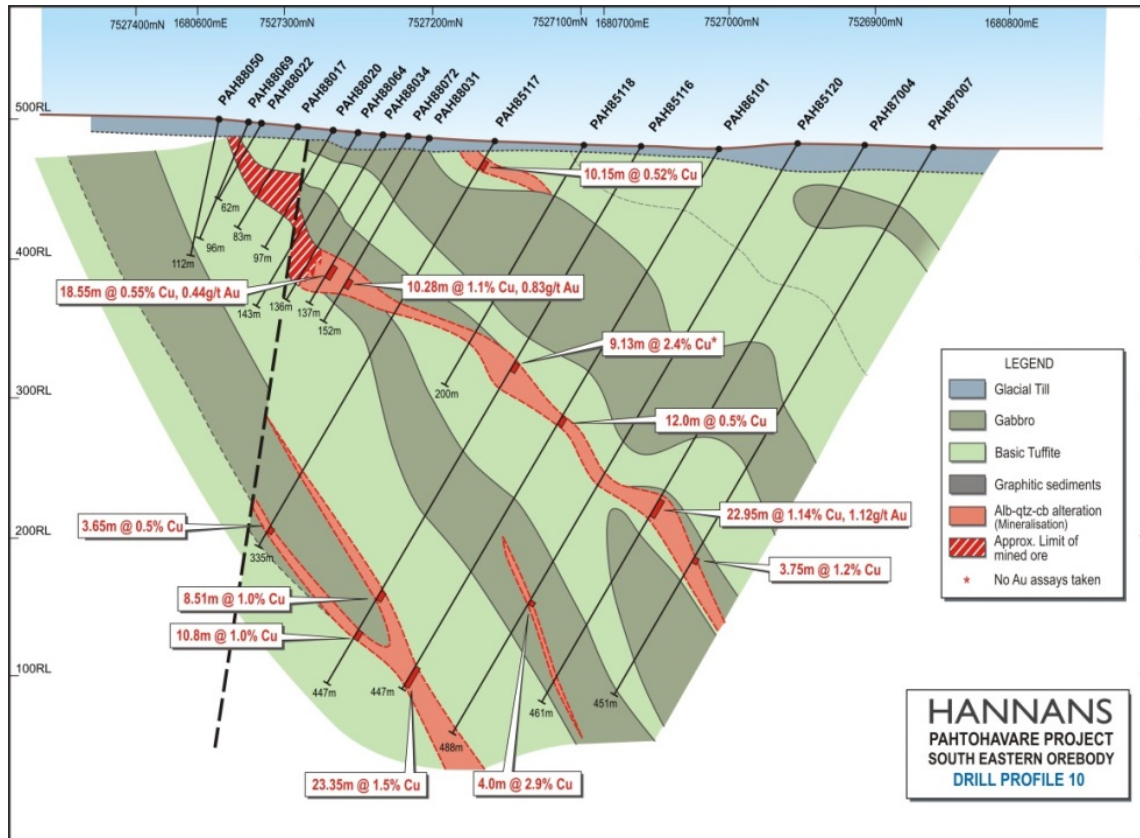 7527400mN
1680600mE
7527300mN
7527200mN
7527100mN
1680700mE
7527000mN
7526900mN
1680800mE
PAH88050
PAH88069
PAH88022
PAH88017
PAH88020
PAH88064
PAH88034
PAH88072
PAH88031
PAH85117
PAH85118
PAH85116
PAH86101
PAH85120
PAH87004
PAH87007
500RL
400RL
300RL
200RL
100RL
10.15m @ 0.52% Cu
62m
83m
96m
97m
112m
18.55m @ 0.55% Cu, 0.44g/t Au
10.28m @ 1.1% Cu, 0.83g/t Au
143m
136m
137m
152m
9.13m @ 2.4% Cu*
200m
12.0m @ 0.5% Cu
22.95m @ 1.14% Cu, 1.12g/t Au
3.65m @ 0.5% Cu
335m
3.75m @ 1.2% Cu
8.51m @ 1.0% Cu
10.8m @ 1.0% Cu
447m
447m
461m
451m
488m
23.35m @ 1.5% Cu
4.0m @ 2.9% Cu
LEGEND
Glacial Till
Gabbro
Basic Tuffite
Graphitic sediments
Alb-qtz-cb alteration
(Mineralisation)
Approx. Limit of
mined ore
* No Au assays taken
HANNANS
PAHTOHAVARE PROJECT
SOUTH EASTERN OREBODY
DRILL PROFILE 10